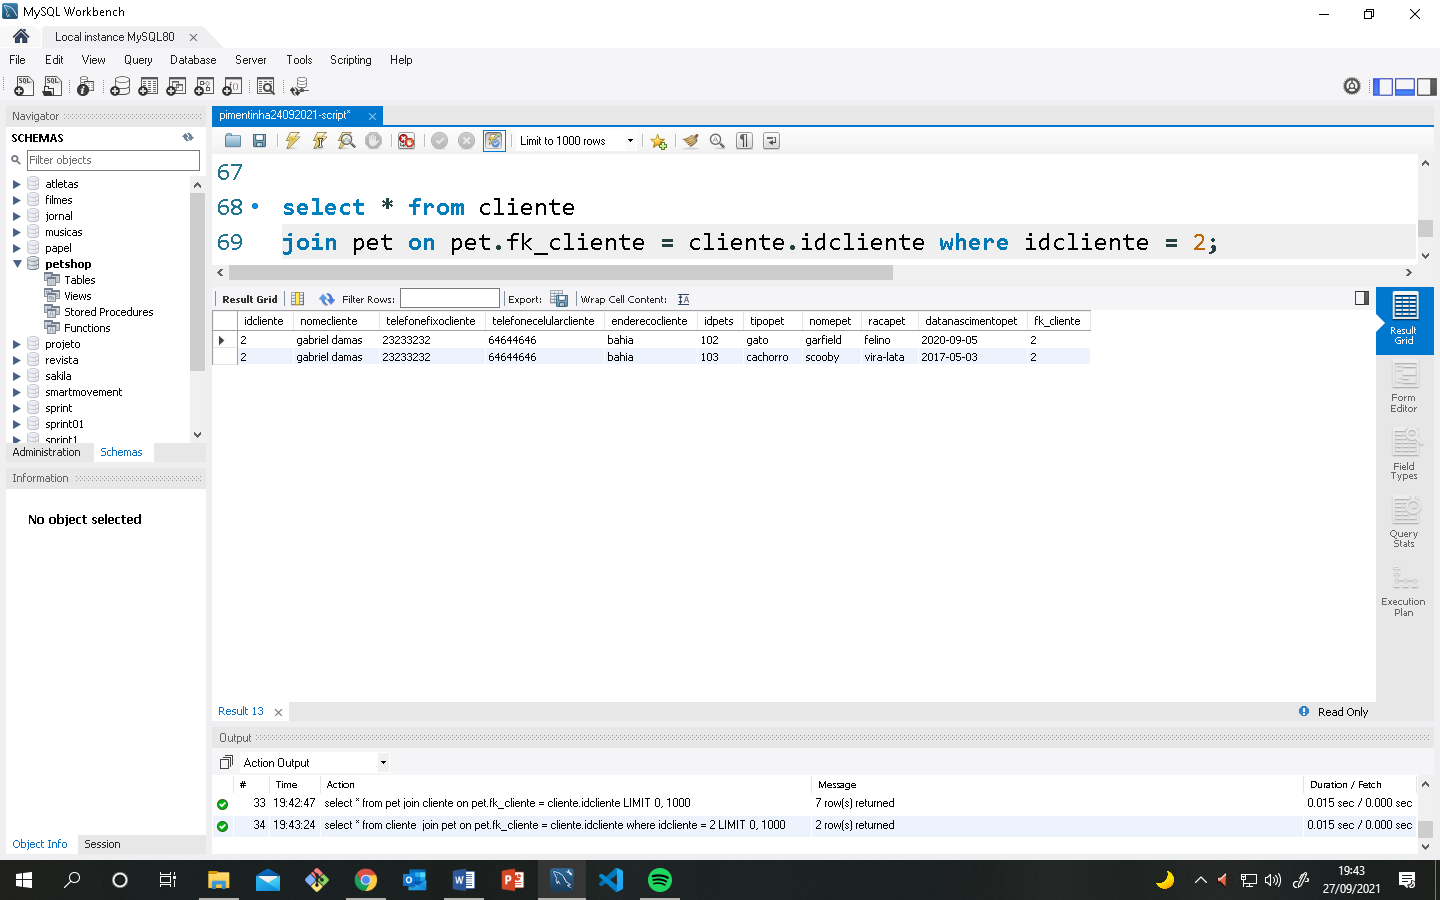 MySQL Workbench
Local instance MySQL80
File Edit View Query Database Server Tools Scripting Help
Navigator
SCHEMAS
Filter objects
atletas
filmes
jornal
musicas
papel
petshop
Tables
Views
Stored Procedures
Functions
projeto
revista
sakila
smartmovement
sprint
sprint01
sprint1
Administration Schemas
Information
No object selected
Object Info Session
pimentinha24092021-script*
Limit to 1000 rows
67
68 select * from cliente
69 join pet on pet.fk_cliente = cliente.idcliente where idcliente = 2;
Result Grid Filter Rows: Export: Wrap Cell Content:
idcliente nomecliente telefonefixocliente telefonecelularcliente enderecocliente idpets tipopet nomepet racapet datanascimentopet fk_cliente
2 gabriel damas 23233232 64644646 bahia 102 gato garfield felino 2020-09-05 2
2 gabriel damas 23233232 64644646 bahia 103 cachorro scooby vira-lata 2017-05-03 2
Result
Grid
Form
Editor
Field
Types
Query
Stats
Execution
Plan
Result 13
Read Only
Output
Action Output
# Time Action Message Duration / Fetch
33 19:42:47 select * from pet join cliente on pet.fk_cliente = cliente.idcliente LIMIT 0, 1000 7 row(s) returned 0.015 sec / 0.000 sec
34 19:43:24 select * from cliente join pet on pet.fk_cliente = cliente.idcliente where idcliente = 2 LIMIT 0, 1000 2 row(s) returned 0.015 sec / 0.000 sec
19:43
27/09/2021